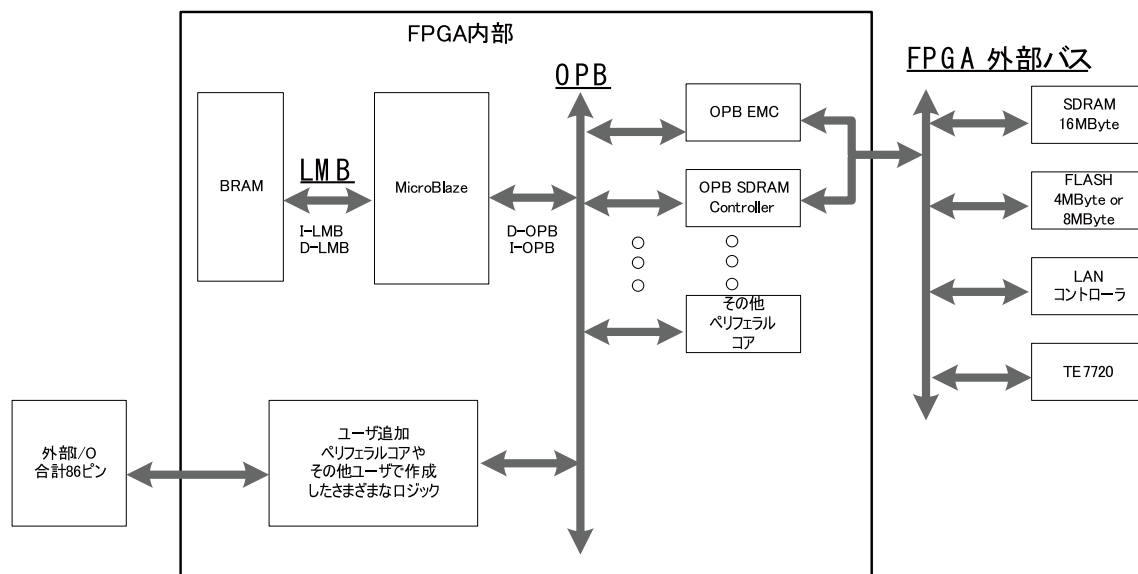 FPGA内部
FPGA 外部バス
OPB
BRAM
LMB
I-LMB
D-LMB
MicroBlaze
D-OPB
I-OPB
OPB EMC
OPB SDRAM
Controller
その他
ペリフェラル
コア
SDRAM
16MByte
FLASH
4MByte or
8MByte
LAN
コントローラ
TE7720
外部I/O
合計86ピン
ユーザ追加
ペリフェラルコアや
その他ユーザで作成
したさまざまなロジック